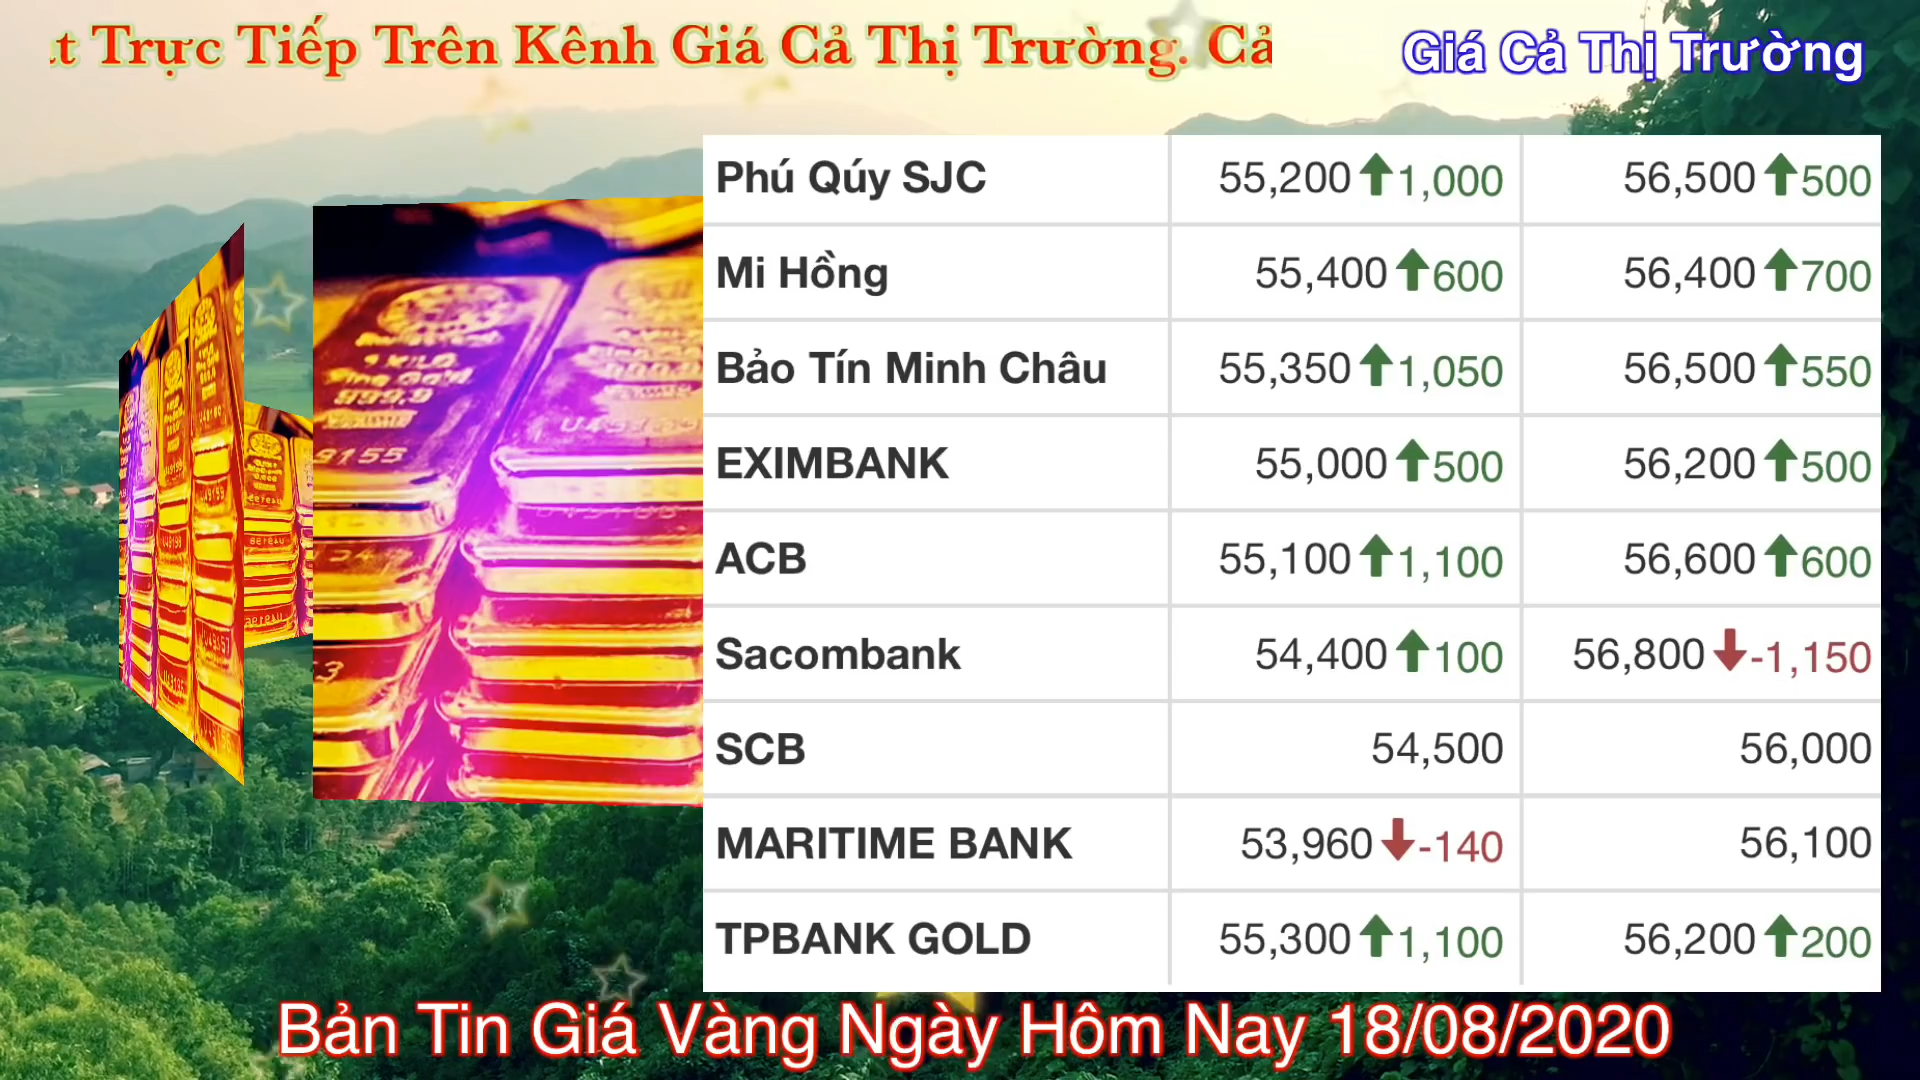 Trực Tiếp Trên Kênh Giá Cả Thị Trường.
Giá Cả Thị Trường
Phú Qúy SJC 55,200 1,000 56,500 500
Mi Hồng 55,400 600 56,400 700
Bảo Tín Minh Châu 55,350 1,050 56,500 550
EXIMBANK 55,000 500 56,200 500
ACB 55,100 1,100 56,600 600
Sacombank 54,400 100 56,800 -1,150
SCB 54,500 56,000
MARITIME BANK 53,960 -140 56,100
TPBANK GOLD 55,300 1,100 56,200 200
Bản Tin Giá Vàng Ngày Hôm Nay 18/08/2020